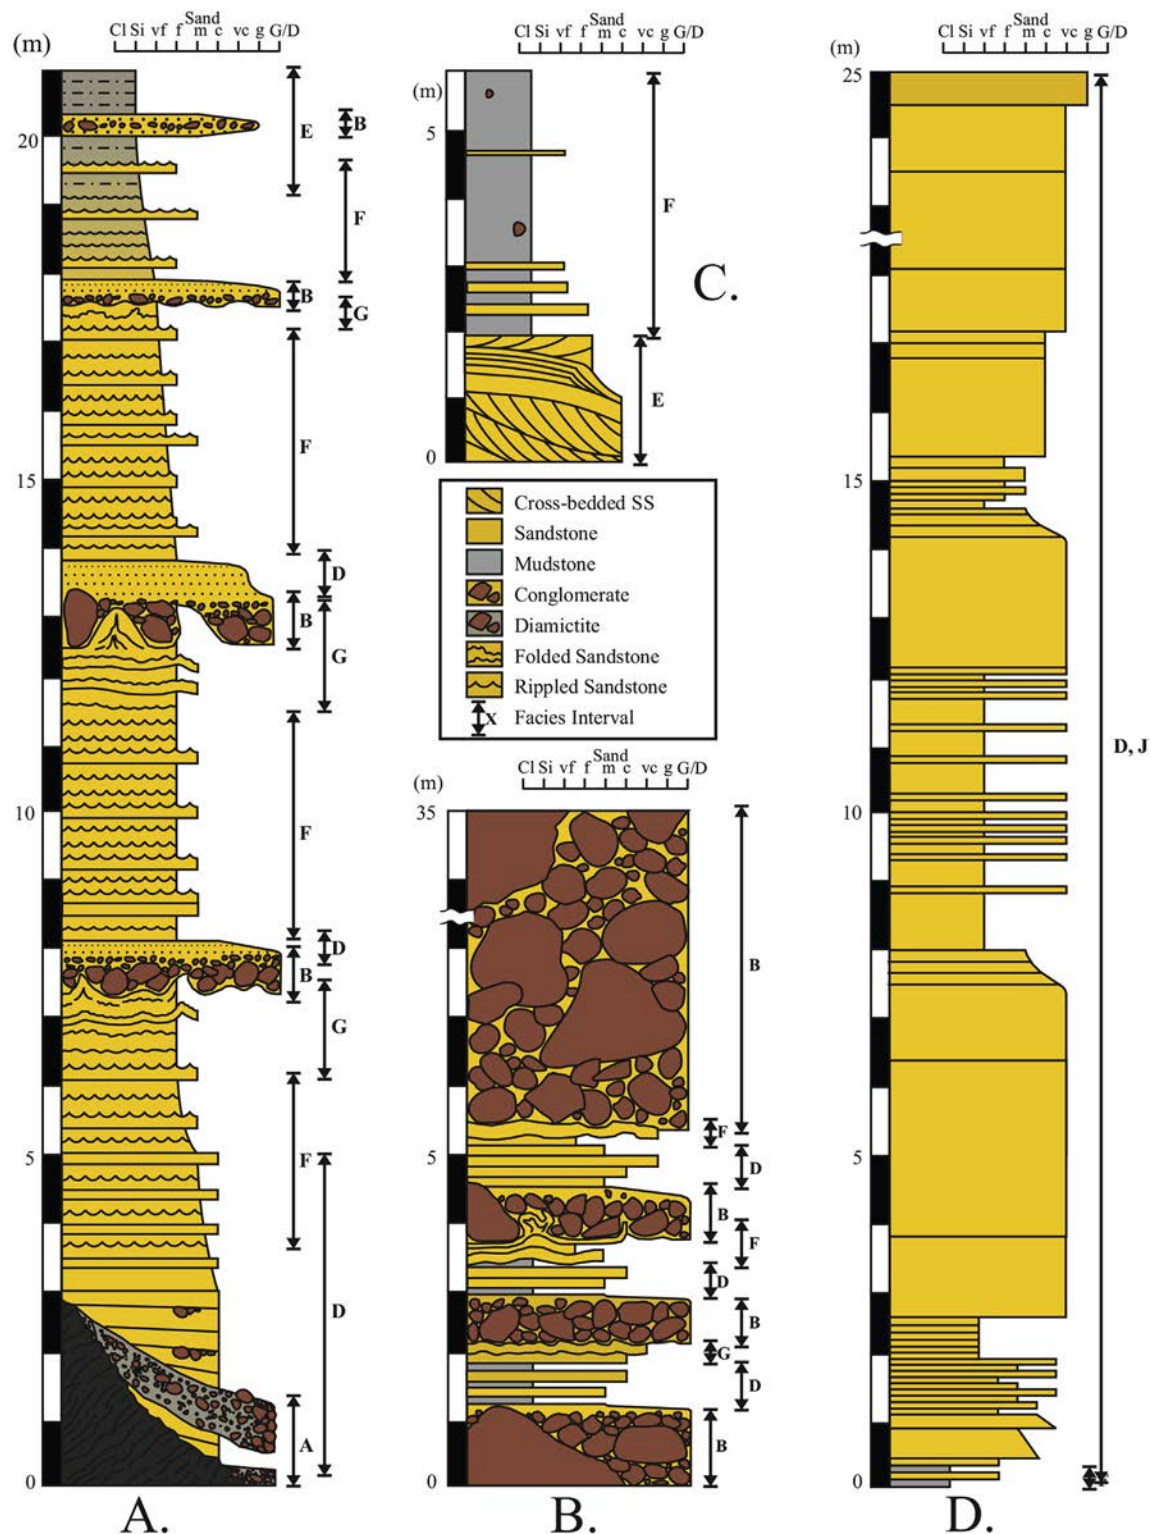 Sand
Cl Si vf f m c vc g G/D
(m)
20
15
10
5
0
E
B
F
B
G
F
D
B
G
F
D
B
G
F
D
A
A.
Sand
Cl Si vf f m c vc g G/D
(m)
5
0
F
E
C.
Cross-bedded SS
Sandstone
Mudstone
Conglomerate
Diamictite
Folded Sandstone
Rippled Sandstone
X Facies Interval
Sand
Cl Si vf f m c vc g G/D
(m)
35
5
0
B
F
D
B
F
D
B
G
D
B
B.
Sand
Cl Si vf f m c vc g G/D
(m)
25
15
10
5
0
D, J
D.